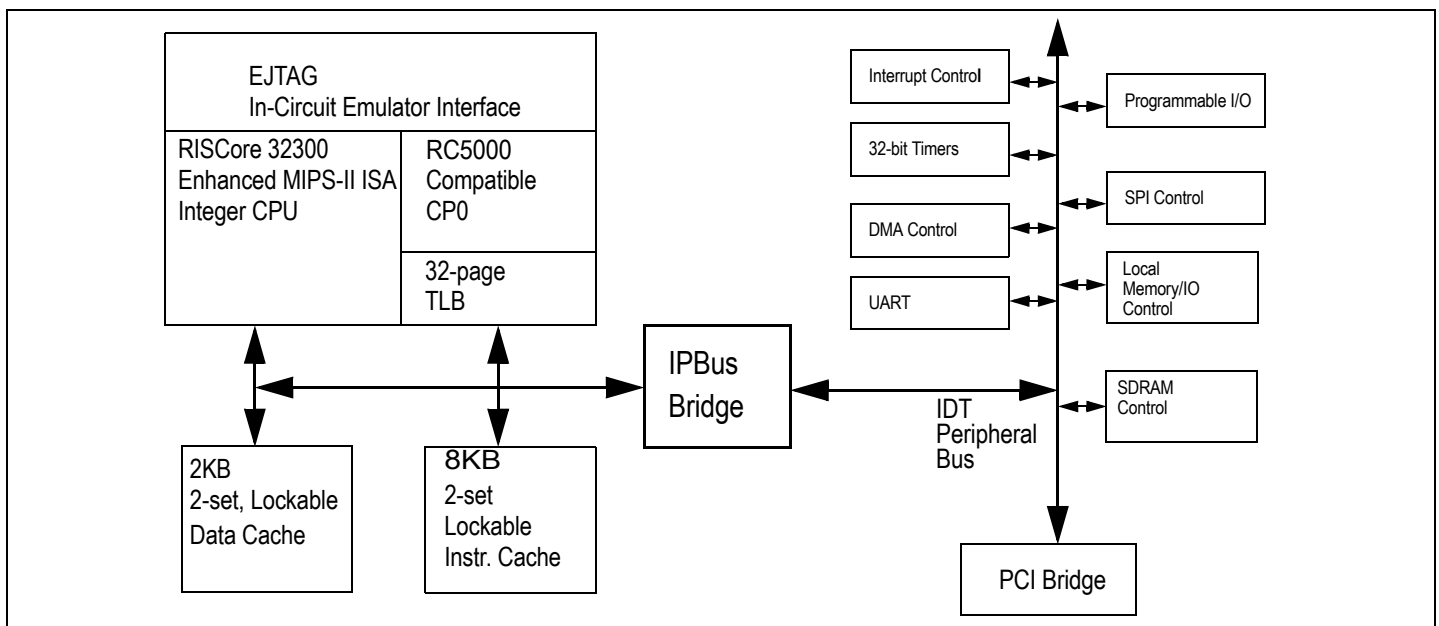 EJTAG
In-Circuit Emulator Interface
RISCore 32300
Enhanced MIPS-II ISA
Integer CPU
RC5000
Compatible
CP0
32-page
TLB
2KB
2-set, Lockable
Data Cache
8KB
2-set
Lockable
Instr. Cache
IPBus
Bridge
IDT
Peripheral
Bus
Interrupt Control
32-bit Timers
DMA Control
UART
Programmable I/O
SPI Control
Local
Memory/IO
Control
SDRAM
Control
PCI Bridge